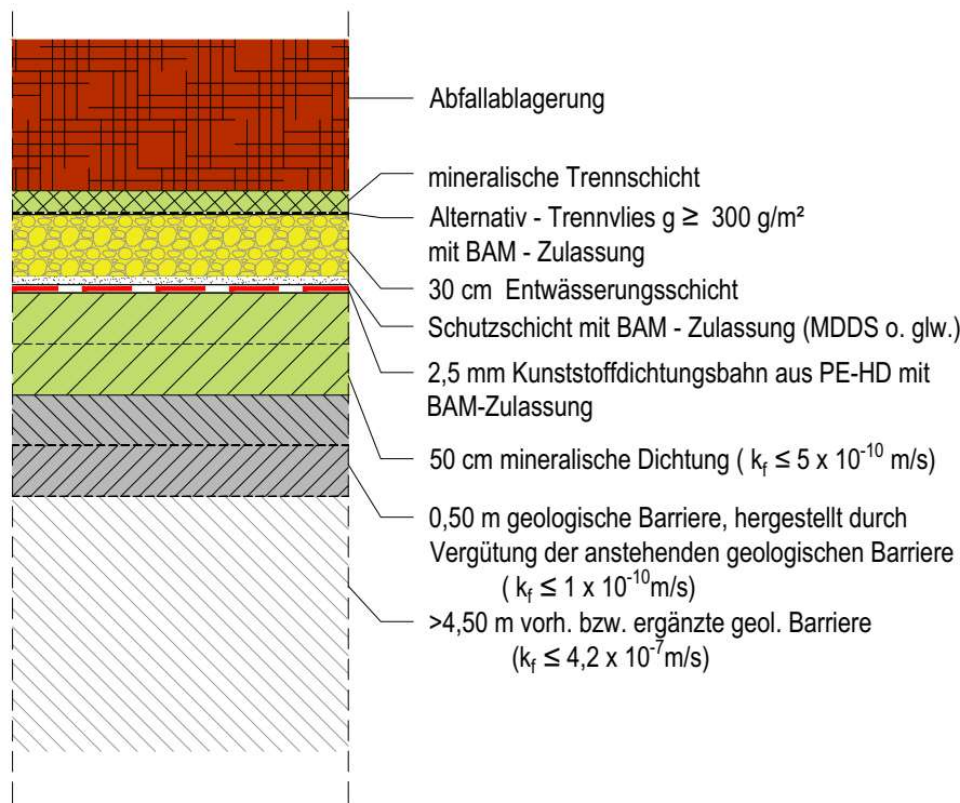 Abfallablagerung
mineralische Trennschicht
Alternativ - Trennvlies g ≥ 300 g/m²
mit BAM - Zulassung
30 cm Entwässerungsschicht
Schutzschicht mit BAM - Zulassung (MDDS o. glw.)
2,5 mm Kunststoffdichtungsbahn aus PE-HD mit
BAM-Zulassung
50 cm mineralische Dichtung ( k_f ≤ 5 x 10⁻¹⁰ m/s)
0,50 m geologische Barriere, hergestellt durch
Vergütung der anstehenden geologischen Barriere
( k_f ≤ 1 x 10⁻¹⁰m/s)
>4,50 m vorh. bzw. ergänzte geol. Barriere
(k_f ≤ 4,2 x 10⁻⁷m/s)